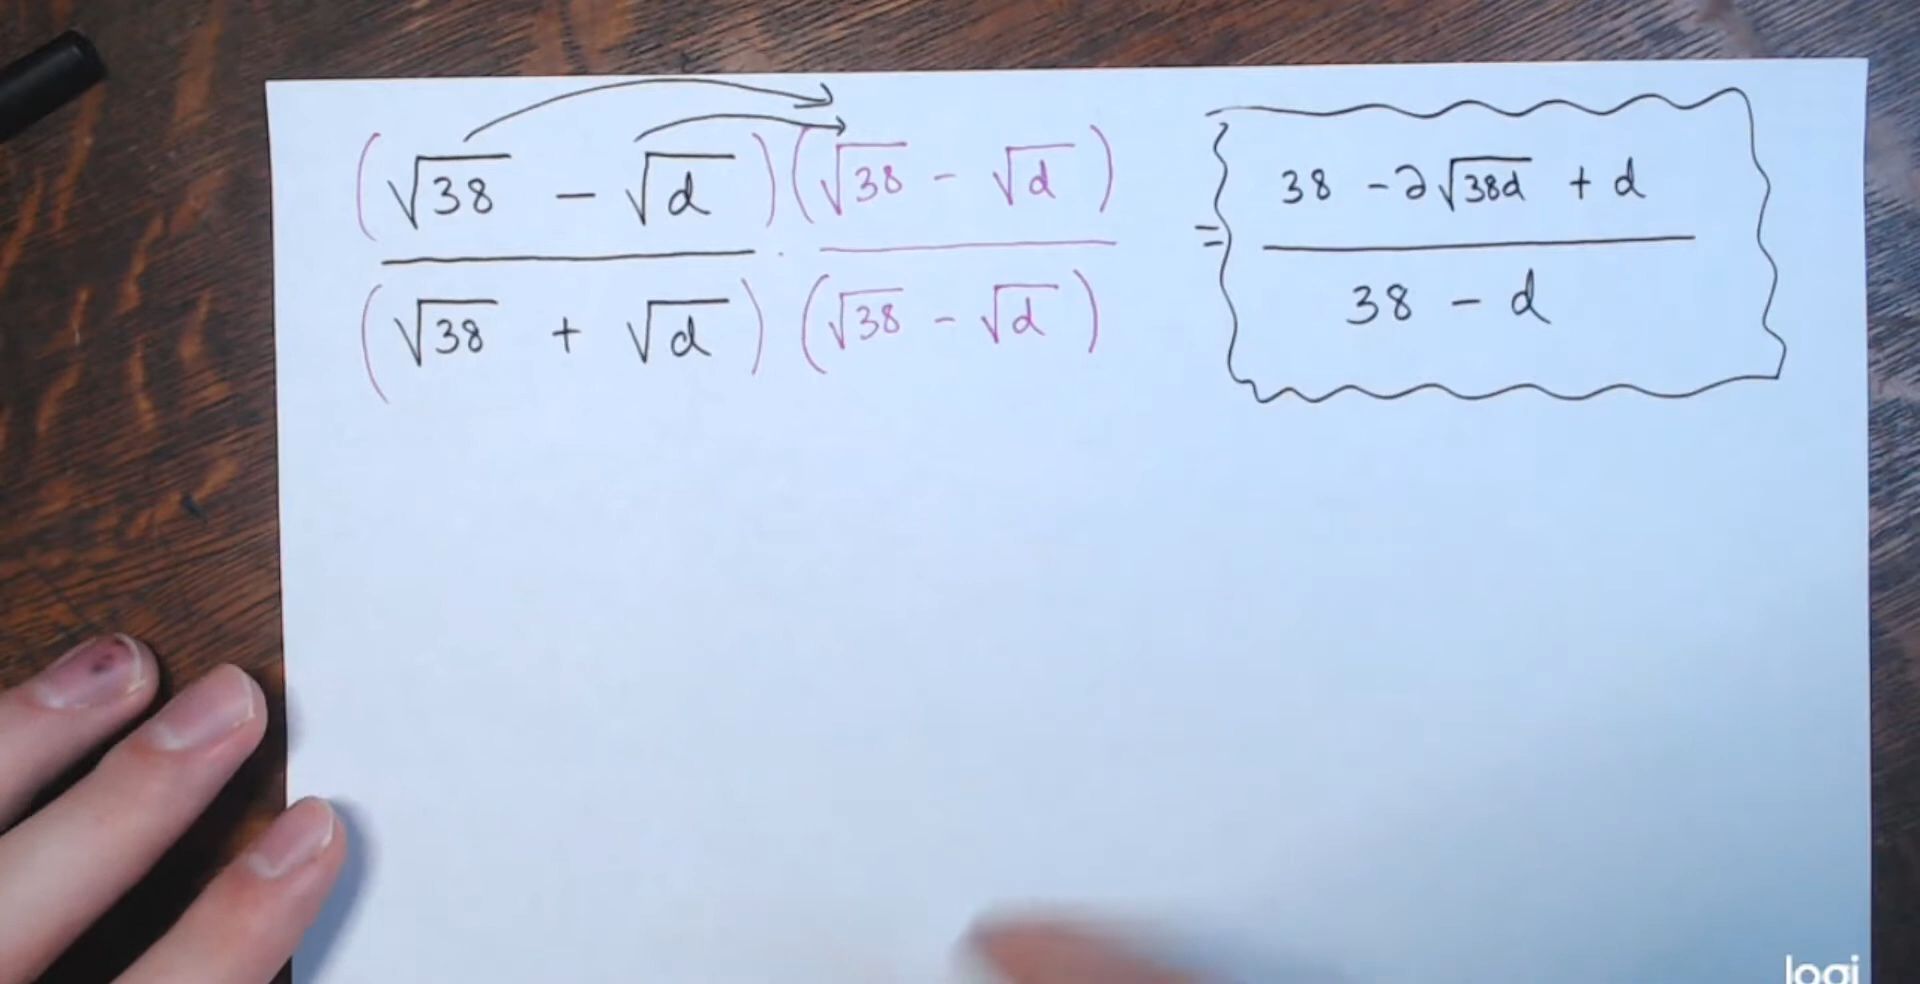 (√38 - √d)(√38 - √d) / (√38 + √d)(√38 - √d) = 38 - 2√38d + d / 38 - d
logi